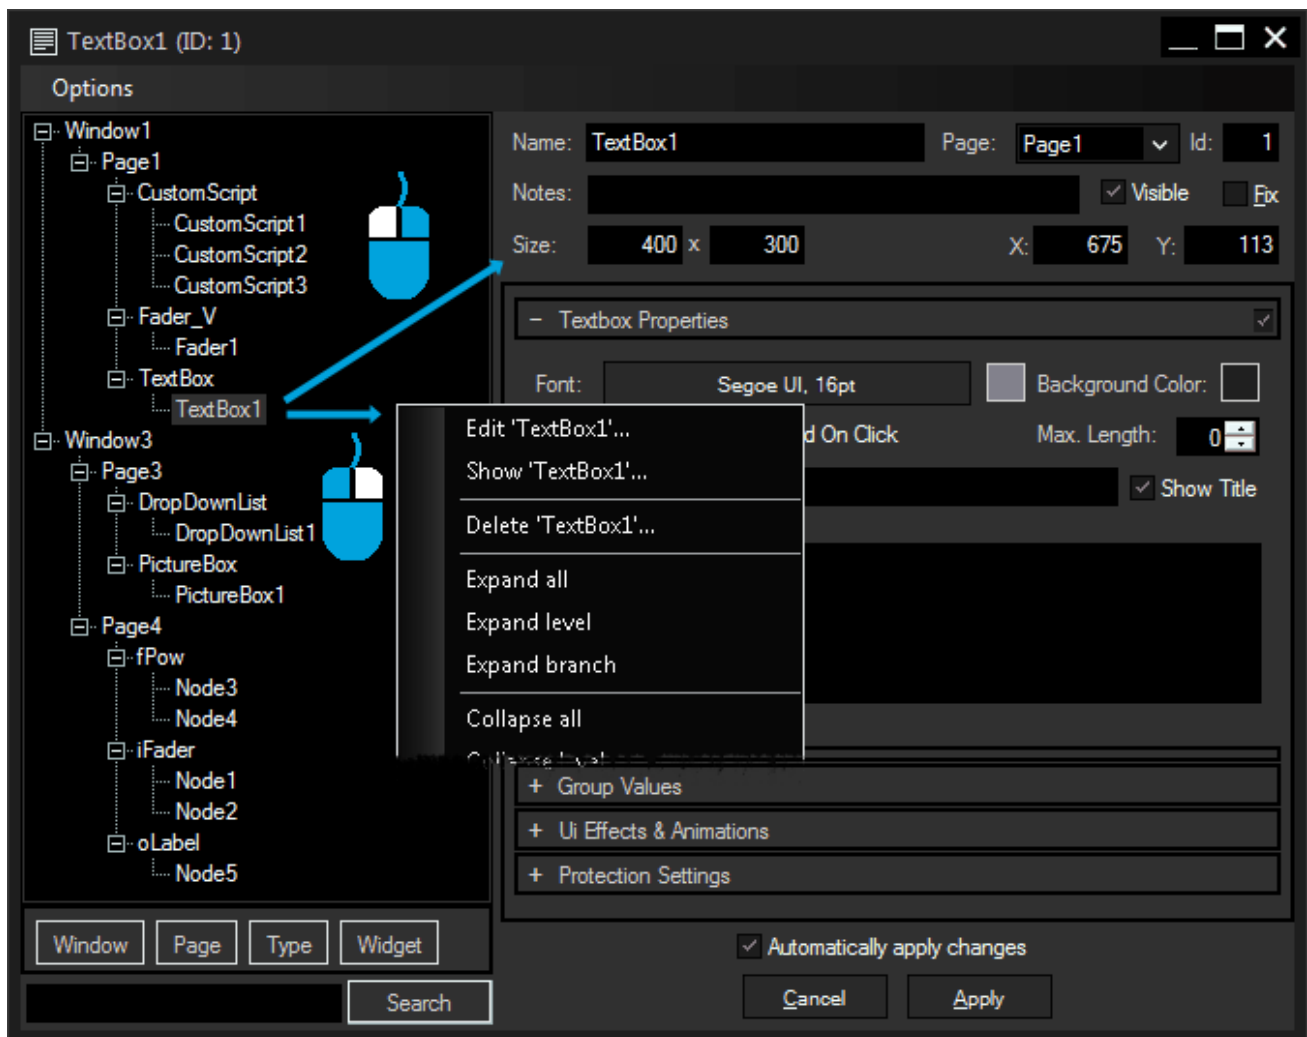 TextBox1 (ID: 1)
Options
Window1
Page1
CustomScript
CustomScript1
CustomScript2
CustomScript3
Fader_V
Fader1
TextBox
TextBox1
Window3
Page3
DropDownList
DropDownList1
PictureBox
PictureBox1
Page4
fPow
Node3
Node4
iFader
Node1
Node2
oLabel
Node5
Window Page Type Widget
Search
Name: TextBox1 Page: Page1 Id: 1
Notes: Visible Fix
Size: 400 x 300 X: 675 Y: 113
− Textbox Properties
Font: Segoe UI, 16pt Background Color:
d On Click Max. Length: 0
Show Title
Edit 'TextBox1'...
Show 'TextBox1'...
Delete 'TextBox1'...
Expand all
Expand level
Expand branch
Collapse all
+ Group Values
+ Ui Effects & Animations
+ Protection Settings
Automatically apply changes
Cancel Apply